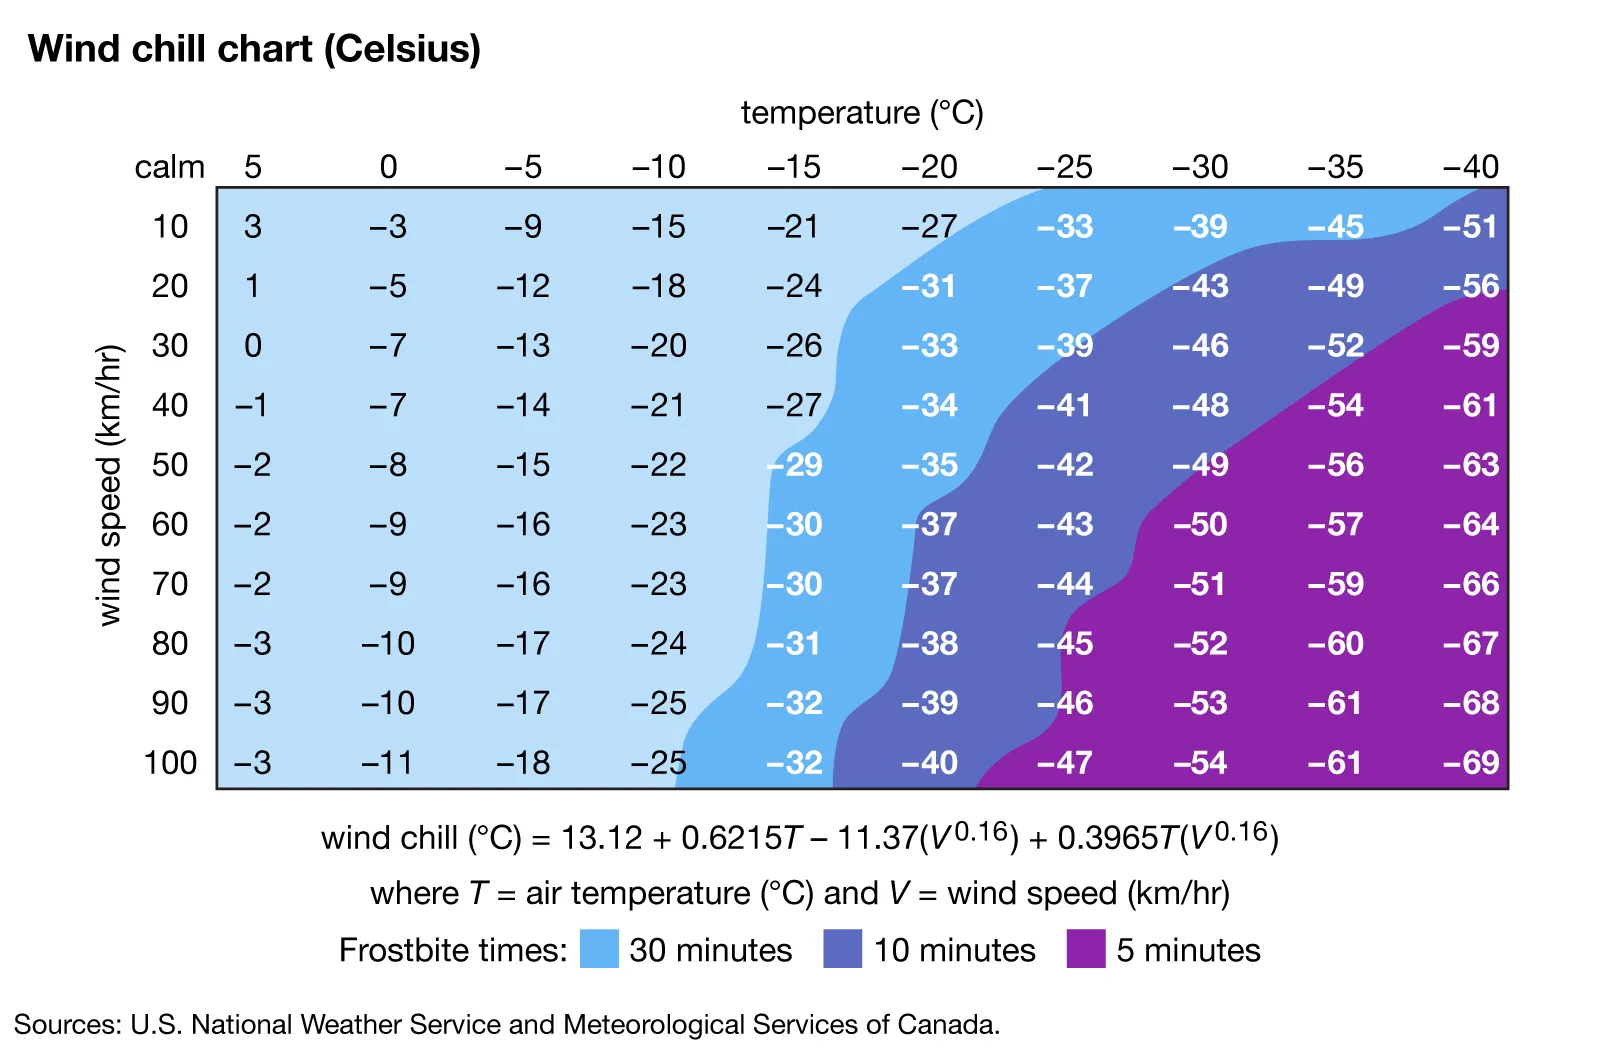 Wind chill chart (Celsius)
temperature (°C)
calm 5 0 −5 −10 −15 −20 −25 −30 −35 −40
wind speed (km/hr)
10 3 −3 −9 −15 −21 −27 −33 −39 −45 −51
20 1 −5 −12 −18 −24 −31 −37 −43 −49 −56
30 0 −7 −13 −20 −26 −33 −39 −46 −52 −59
40 −1 −7 −14 −21 −27 −34 −41 −48 −54 −61
50 −2 −8 −15 −22 −29 −35 −42 −49 −56 −63
60 −2 −9 −16 −23 −30 −37 −43 −50 −57 −64
70 −2 −9 −16 −23 −30 −37 −44 −51 −59 −66
80 −3 −10 −17 −24 −31 −38 −45 −52 −60 −67
90 −3 −10 −17 −25 −32 −39 −46 −53 −61 −68
100 −3 −11 −18 −25 −32 −40 −47 −54 −61 −69
wind chill (°C) = 13.12 + 0.6215T − 11.37(V^0.16) + 0.3965T(V^0.16)
where T = air temperature (°C) and V = wind speed (km/hr)
Frostbite times: 30 minutes 10 minutes 5 minutes
Sources: U.S. National Weather Service and Meteorological Services of Canada.